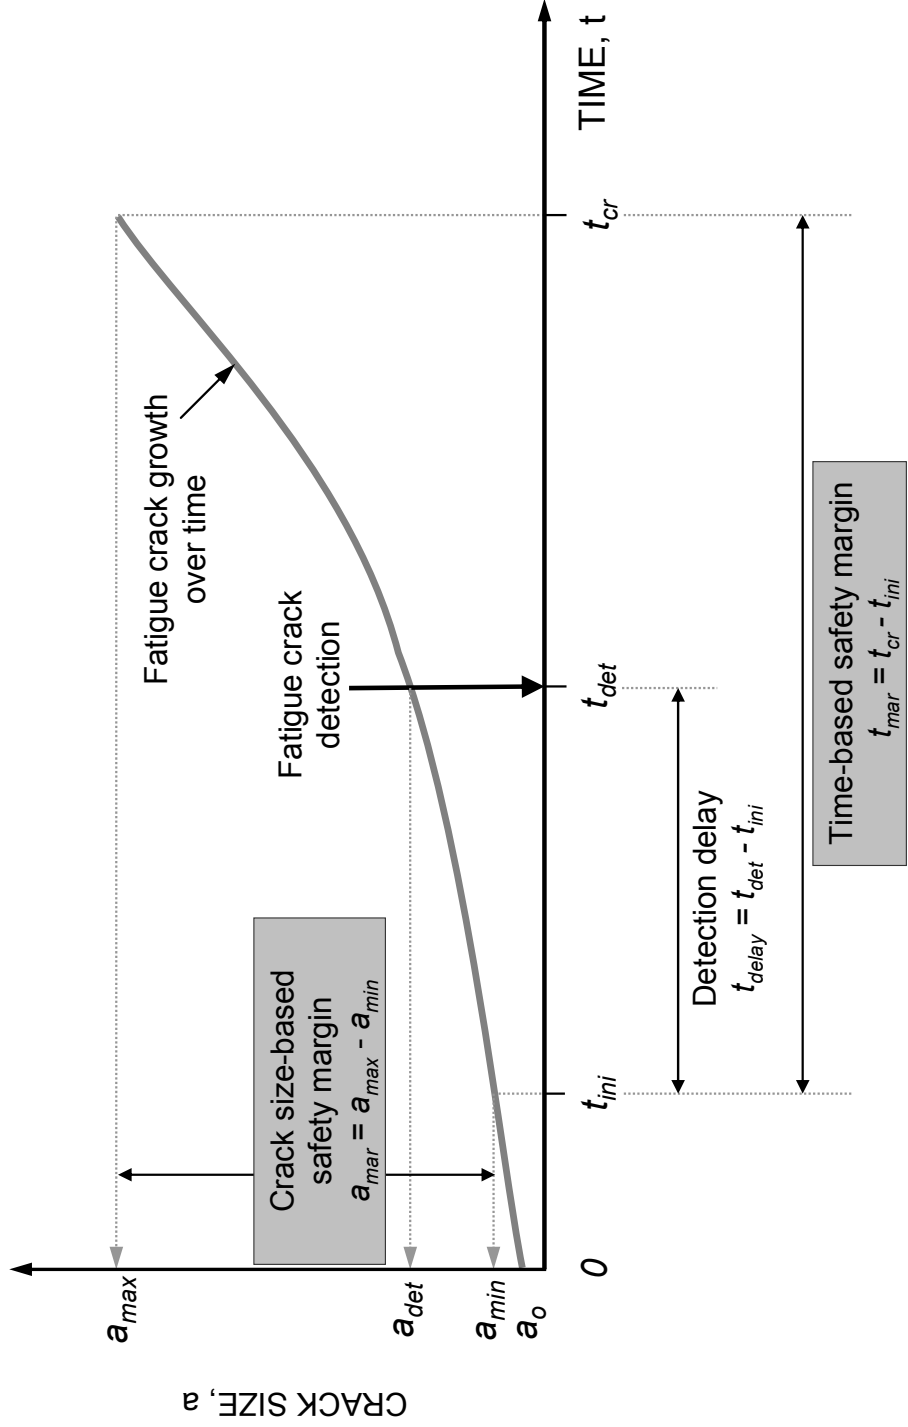 CRACK SIZE, a
a_max
a_det
a_min
a_o
Crack size-based
safety margin
a_mar = a_max - a_min
Fatigue crack
detection
Fatigue crack growth
over time
0
t_ini
t_det
t_cr
TIME, t
Detection delay
t_delay = t_det - t_ini
Time-based safety margin
t_mar = t_cr - t_ini